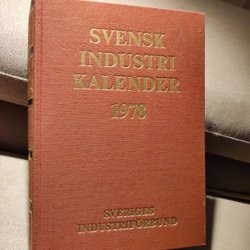 SVENSK
INDUSTRI
KALENDER
1978
SVERIGES
INDUSTRIFÖRBUND